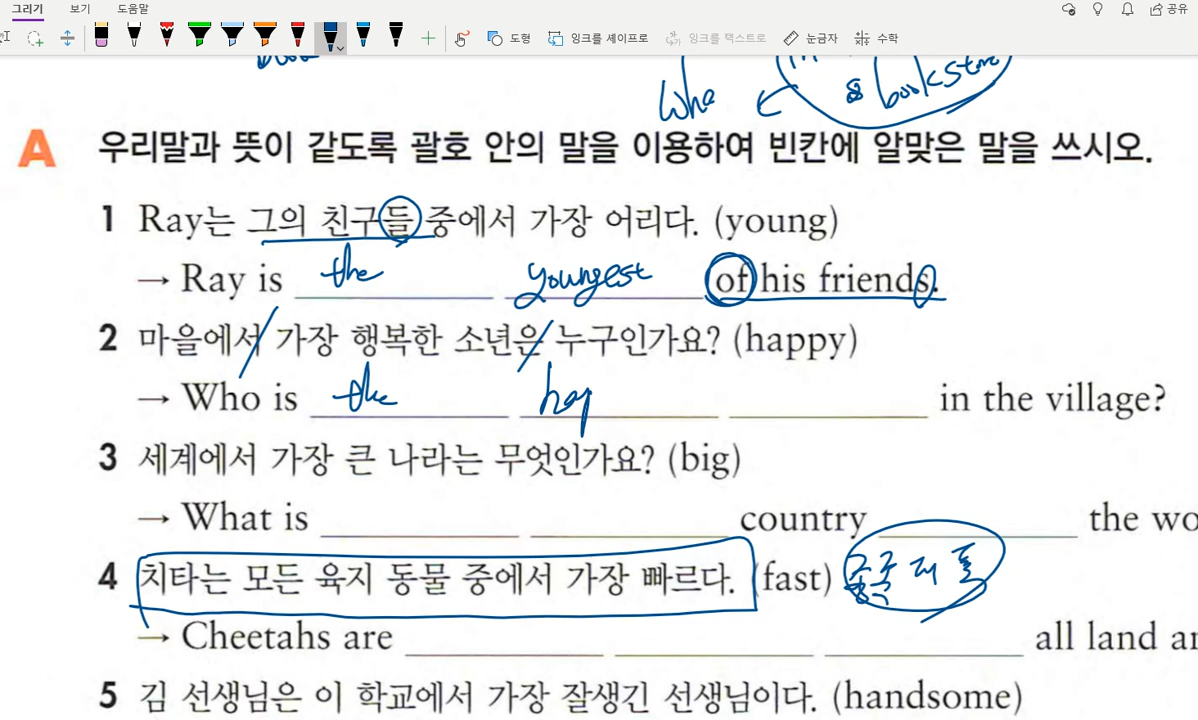 그리기 보기 도움말 공유
도형 잉크를 셰이프로 잉크를 텍스트로 눈금자 수학
Who & bookstore
A 우리말과 뜻이 같도록 괄호 안의 말을 이용하여 빈칸에 알맞은 말을 쓰시오.
1 Ray는 그의 친구들 중에서 가장 어리다. (young)
→ Ray is the youngest of his friends.
2 마을에서 / 가장 행복한 소년은 / 누구인가요? (happy)
→ Who is the hap in the village?
3 세계에서 가장 큰 나라는 무엇인가요? (big)
→ What is country the wo
4 치타는 모든 육지 동물 중에서 가장 빠르다. (fast)
→ Cheetahs are all land an
5 김 선생님은 이 학교에서 가장 잘생긴 선생님이다. (handsome)